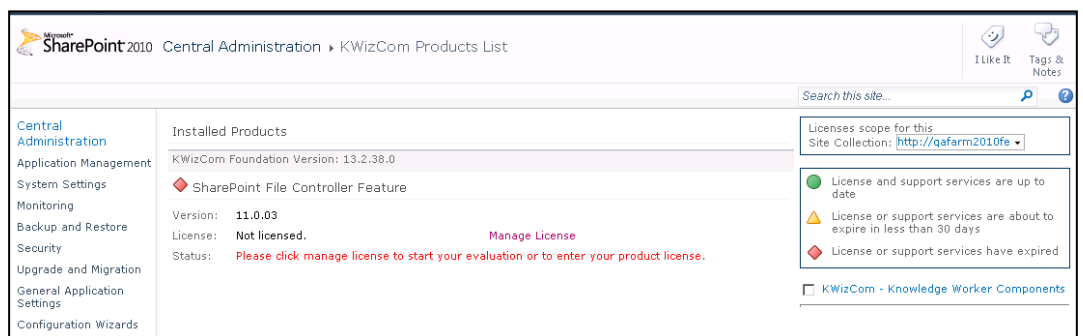 Microsoft
SharePoint 2010 Central Administration ▸ KWizCom Products List
I Like It
Tags &
Notes
Search this site...
Central
Administration
Application Management
System Settings
Monitoring
Backup and Restore
Security
Upgrade and Migration
General Application
Settings
Configuration Wizards
Installed Products
KWizCom Foundation Version: 13.2.38.0
SharePoint File Controller Feature
Version: 11.0.03
License: Not licensed. Manage License
Status: Please click manage license to start your evaluation or to enter your product license.
Licenses scope for this
Site Collection: http://qafarm2010fe
License and support services are up to
date
License or support services are about to
expire in less than 30 days
License or support services have expired
KWizCom - Knowledge Worker Components